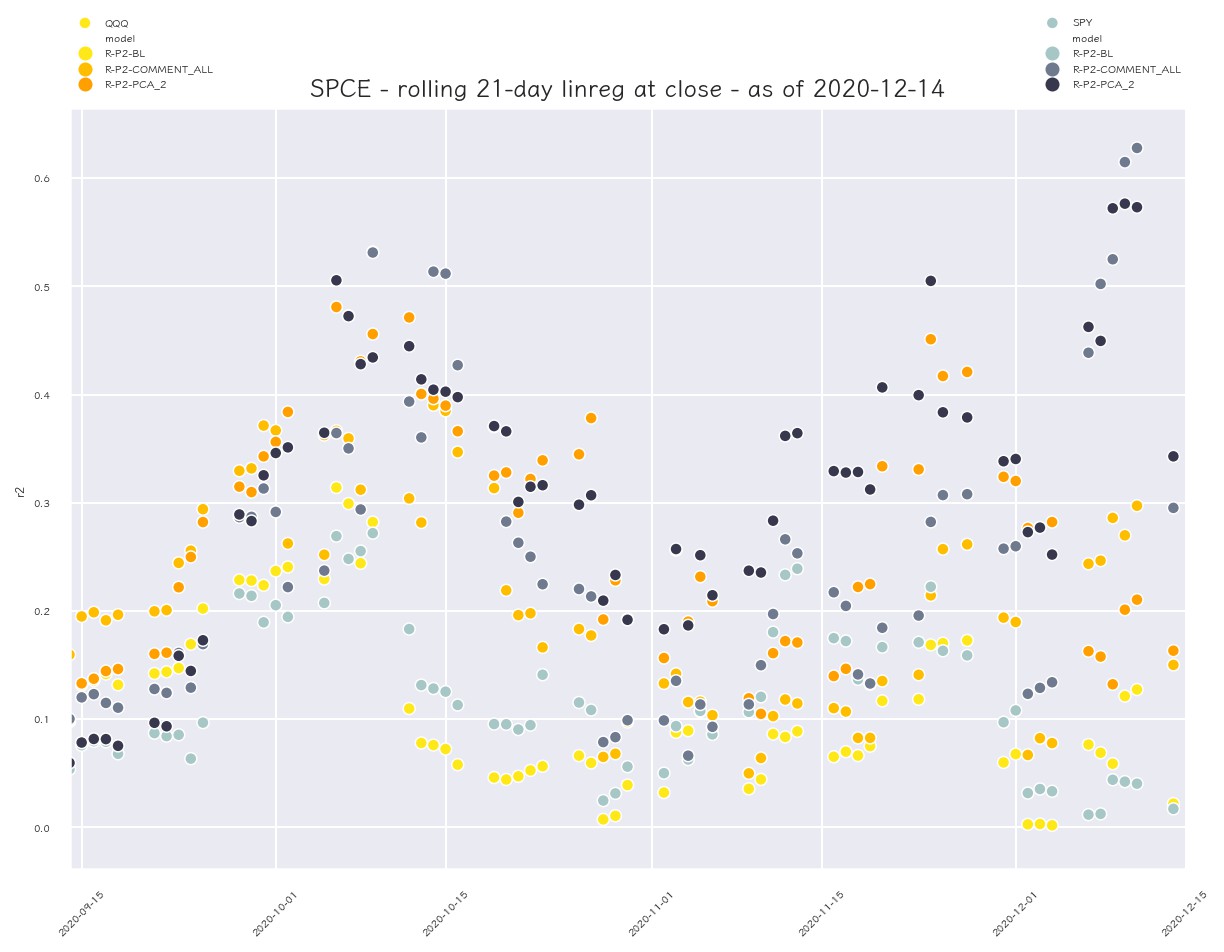 QQQ
model
R-P2-BL
R-P2-COMMENT_ALL
R-P2-PCA_2
SPY
model
R-P2-BL
R-P2-COMMENT_ALL
R-P2-PCA_2
SPCE - rolling 21-day linreg at close - as of 2020-12-14
r2
0.6
0.5
0.4
0.3
0.2
0.1
0.0
2020-09-15
2020-10-01
2020-10-15
2020-11-01
2020-11-15
2020-12-01
2020-12-15